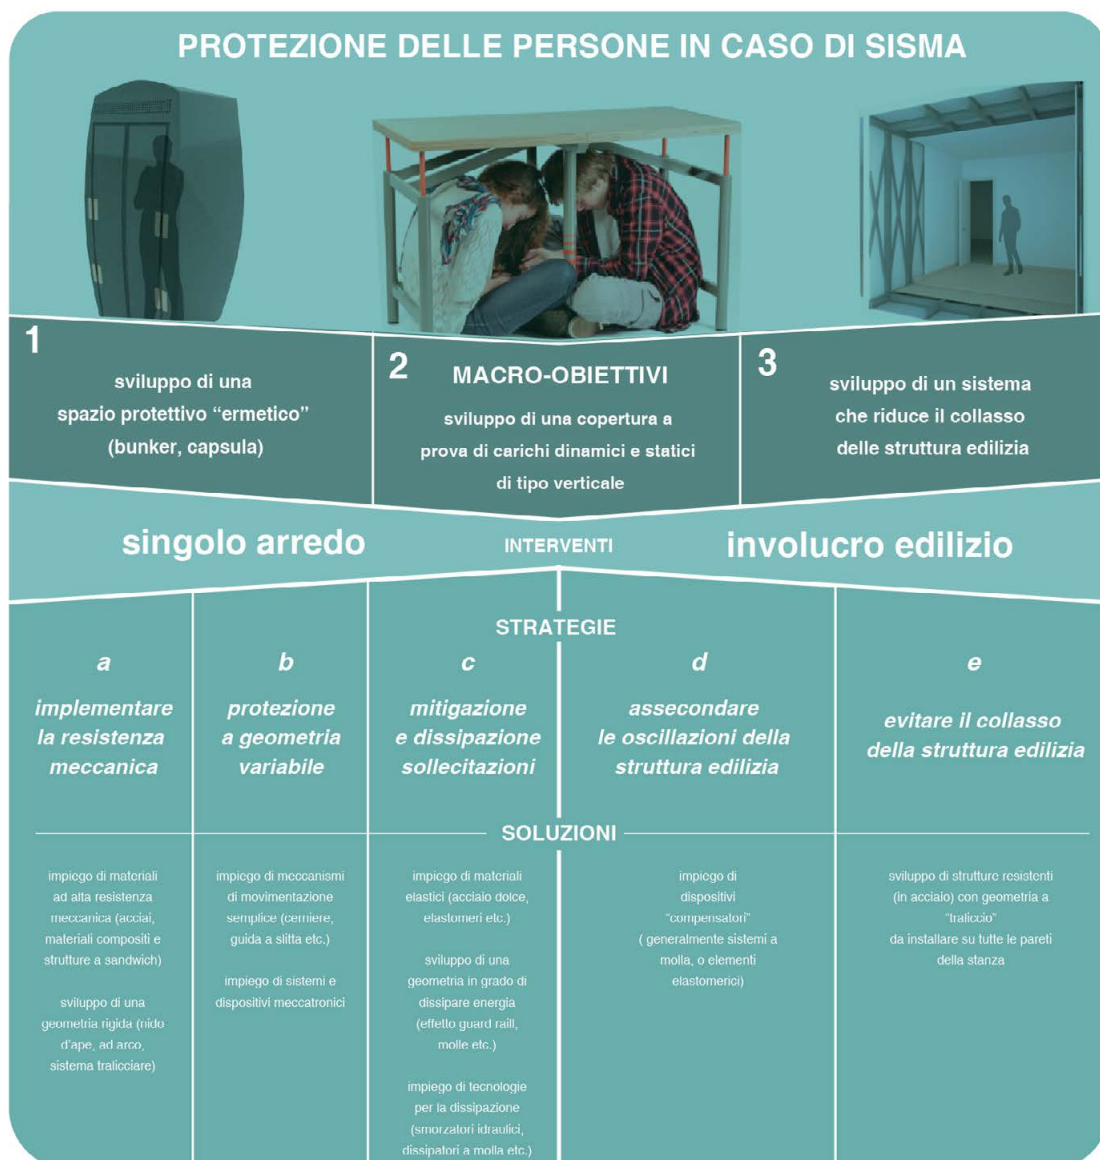 PROTEZIONE DELLE PERSONE IN CASO DI SISMA
1
sviluppo di una
spazio protettivo “ermetico”
(bunker, capsula)
2
MACRO-OBIETTIVI
sviluppo di una copertura a
prova di carichi dinamici e statici
di tipo verticale
3
sviluppo di un sistema
che riduce il collasso
delle struttura edilizia
singolo arredo
INTERVENTI
involucro edilizio
STRATEGIE
a
implementare
la resistenza
meccanica
b
protezione
a geometria
variabile
c
mitigazione
e dissipazione
sollecitazioni
d
assecondare
le oscillazioni della
struttura edilizia
e
evitare il collasso
della struttura edilizia
SOLUZIONI
impiego di materiali
ad alta resistenza
meccanica (acciai,
materiali compositi e
strutture a sandwich)
sviluppo di una
geometria rigida (nido
d’ape, ad arco,
sistema tralicciare)
impiego di meccanismi
di movimentazione
semplice (cerniere,
guida a slitta etc.)
impiego di sistemi e
dispositivi meccatronici
impiego di materiali
elastici (acciaio dolce,
elastomeri etc.)
sviluppo di una
geometria in grado di
dissipare energia
(effetto guard raill,
molle etc.)
impiego di tecnologie
per la dissipazione
(smorzatori idraulici,
dissipatori a molla etc.)
impiego di
dispositivi
“compensatori”
( generalmente sistemi a
molla, o elementi
elastomerici)
sviluppo di strutture resistenti
(in acciaio) con geometria a
“traliccio”
da installare su tutte le pareti
della stanza